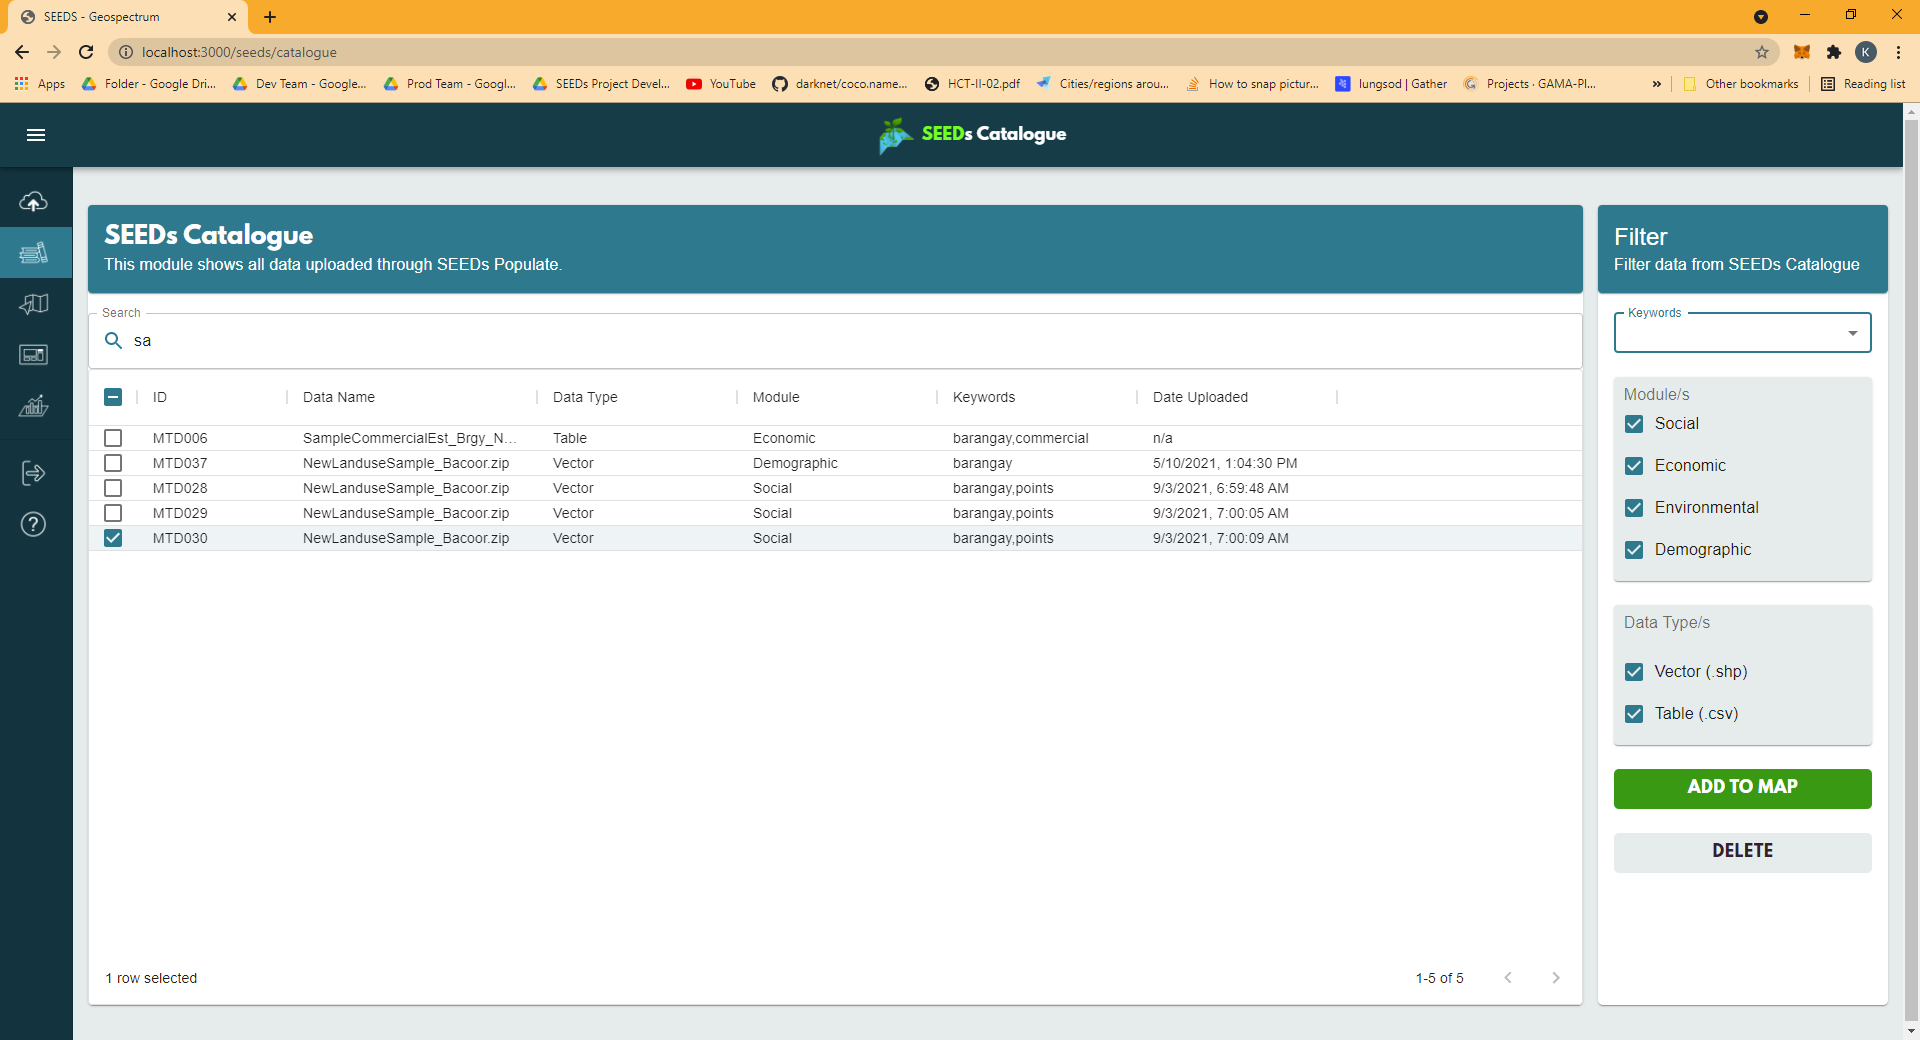 SEEDS - Geospectrum
localhost:3000/seeds/catalogue
K
Apps
Folder - Google Dri...
Dev Team - Google...
Prod Team - Googl...
SEEDs Project Devel...
YouTube
darknet/coco.name...
HCT-II-02.pdf
Cities/regions arou...
How to snap pictur...
lungsod | Gather
Projects · GAMA-Pl...
»
Other bookmarks
Reading list
SEEDs Catalogue
SEEDs Catalogue
This module shows all data uploaded through SEEDs Populate.
Search
sa
ID Data Name Data Type Module Keywords Date Uploaded
MTD006 SampleCommercialEst_Brgy_N... Table Economic barangay,commercial n/a
MTD037 NewLanduseSample_Bacoor.zip Vector Demographic barangay 5/10/2021, 1:04:30 PM
MTD028 NewLanduseSample_Bacoor.zip Vector Social barangay,points 9/3/2021, 6:59:48 AM
MTD029 NewLanduseSample_Bacoor.zip Vector Social barangay,points 9/3/2021, 7:00:05 AM
MTD030 NewLanduseSample_Bacoor.zip Vector Social barangay,points 9/3/2021, 7:00:09 AM
1 row selected
1-5 of 5
Filter
Filter data from SEEDs Catalogue
Keywords
Module/s
Social
Economic
Environmental
Demographic
Data Type/s
Vector (.shp)
Table (.csv)
ADD TO MAP
DELETE